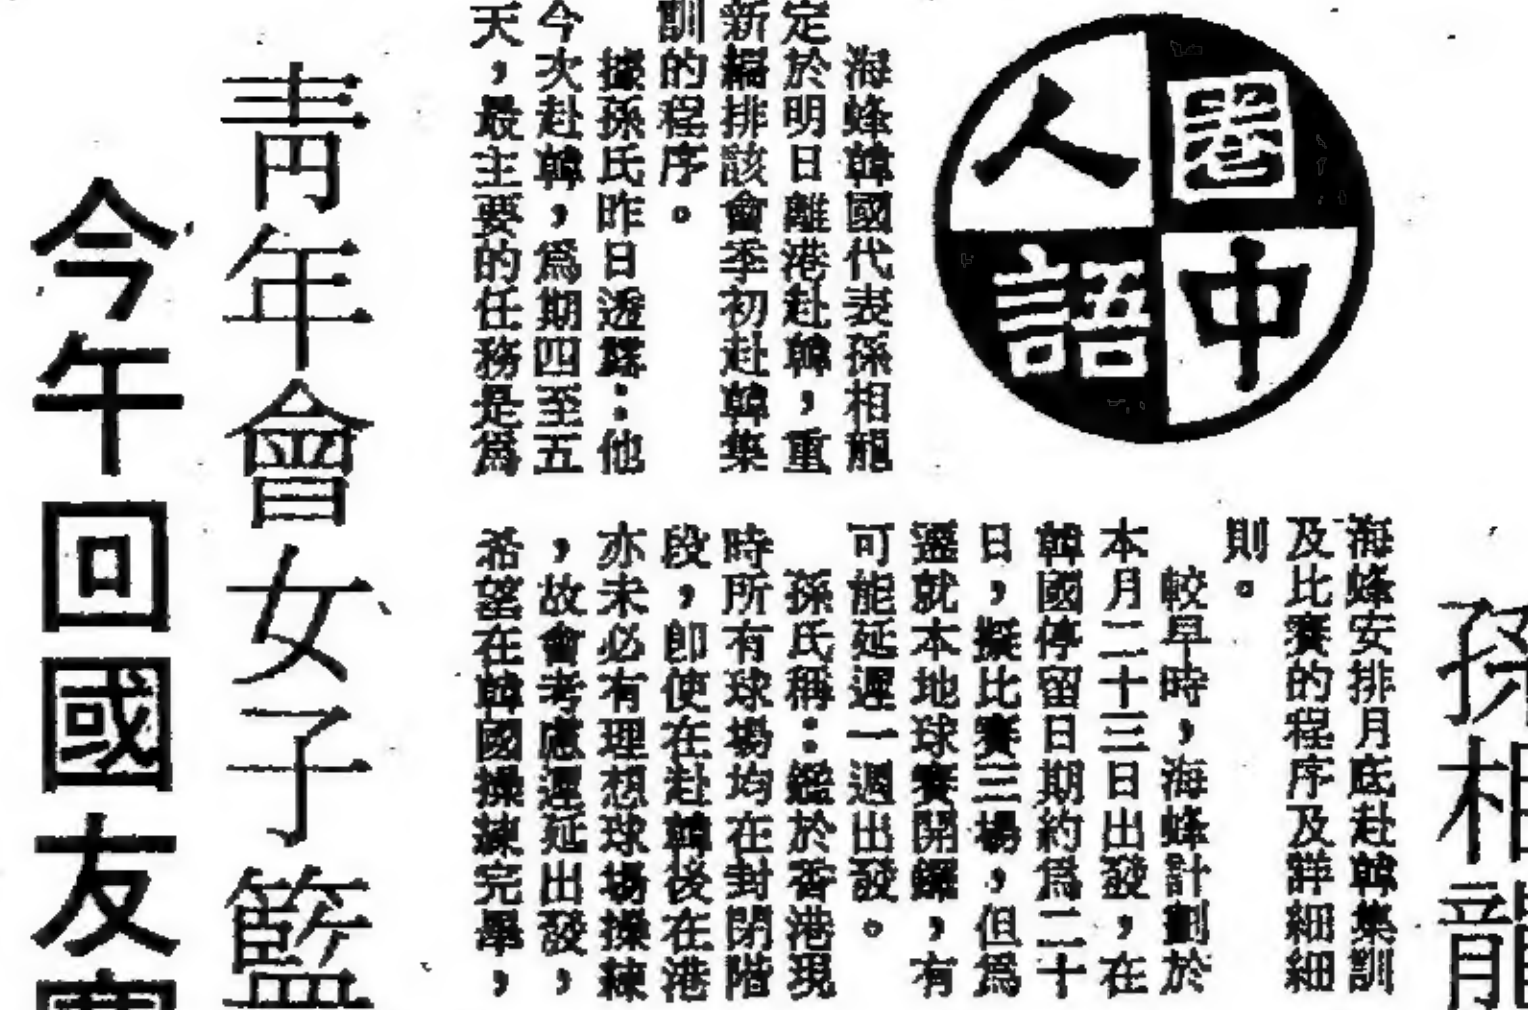 圈中
人語
海蜂韓國代表孫相龍
定於明日離港赴韓，重
新編排該會季初赴韓集
訓的程序。
據孫氏昨日透露：他
今次赴韓，爲期四至五
天，最主要的任務是爲
孫相龍
海蜂安排月底赴韓集訓
及比賽的程序及詳細細
則。
較早時，海蜂計劃於
本月二十三日出發，在
韓國停留日期約爲二十
日，擬比賽三場，但爲
遷就本地球賽開鑼，有
可能延遲一週出發。
孫氏稱：鑑於香港現
時所有球場均在封閉階
段，卽使在赴韓後在港
亦未必有理想球場操練
，故會考慮遲延出發，
希望在韓國操練完畢，
靑年會女子籃
今午回國友賽